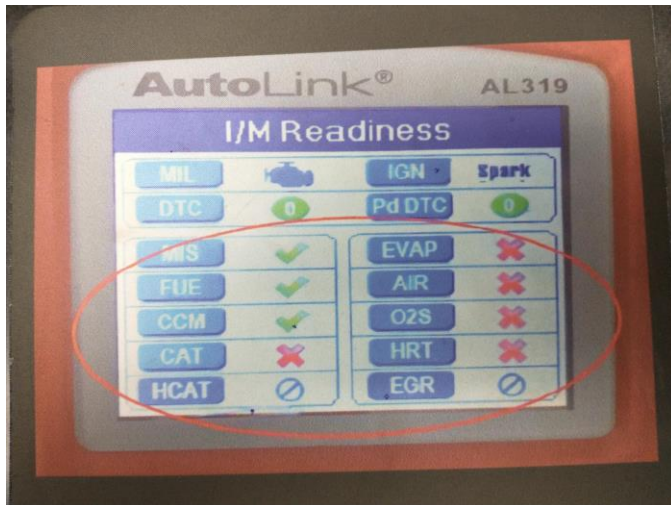 AutoLink® AL319
I/M Readiness
MIL IGN Spark
DTC 0 Pd DTC 0
MIS EVAP
FUE AIR
CCM O2S
CAT HRT
HCAT EGR